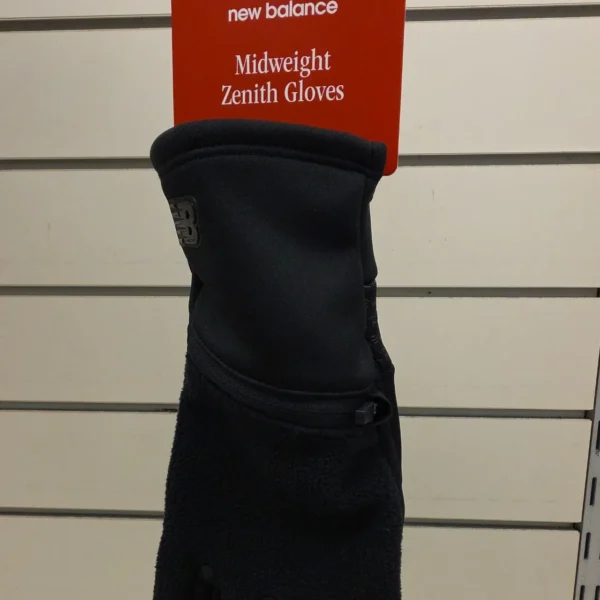 new balance
Midweight
Zenith Gloves